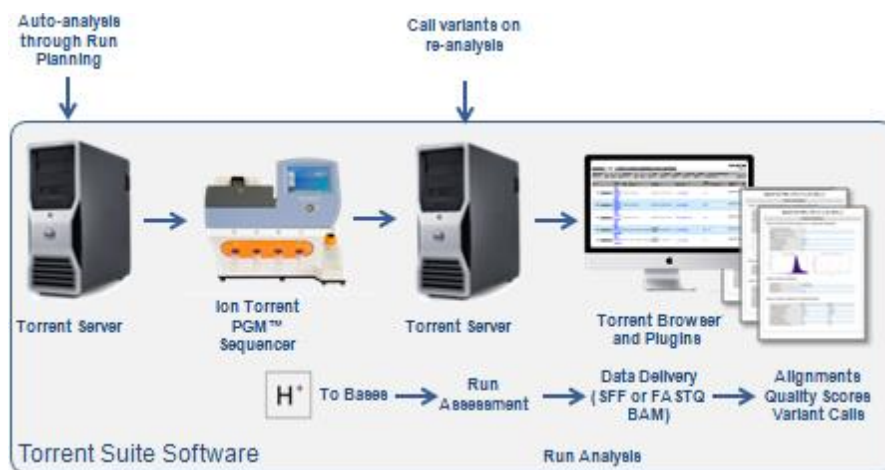 Auto-analysis
through Run
Planning
Call variants on
re-analysis
Torrent Server
Ion Torrent
PGM™
Sequencer
Torrent Server
Torrent Browser
and Plugins
H+
To Bases
Run
Assessment
Data Delivery
(SFF or FASTQ
BAM)
Alignments
Quality Scores
Variant Calls
Torrent Suite Software
Run Analysis